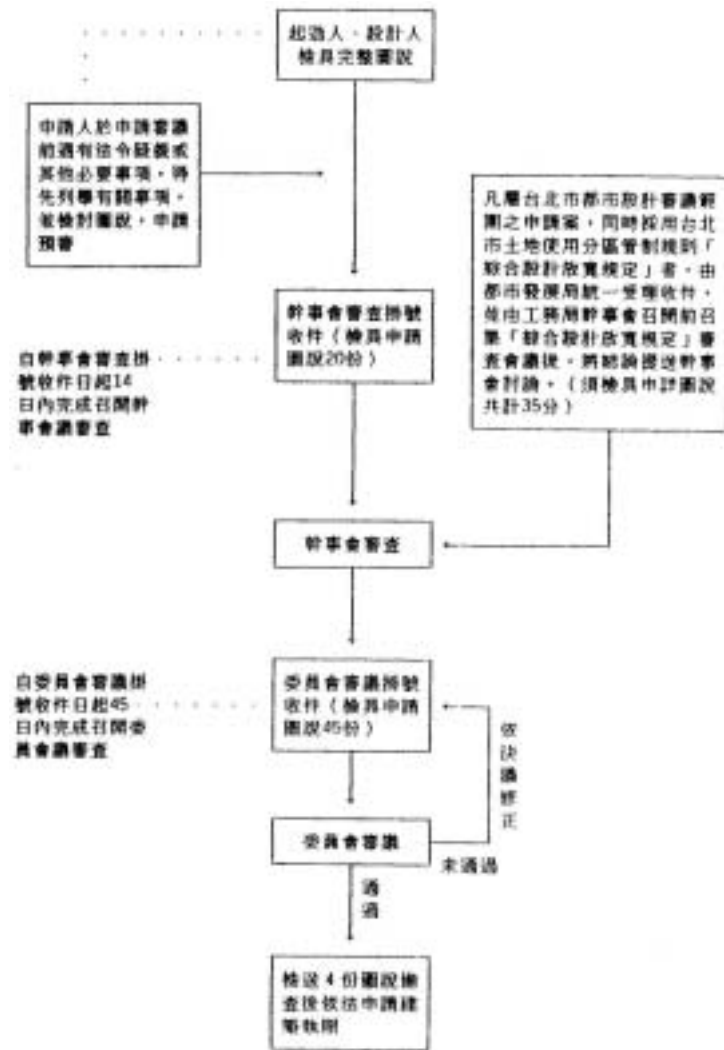 起造人、設計人
檢具完整圖說
申請人於申請審議
前遇有法令疑義或
其他必要事項，得
先列舉有關事項，
並檢討圖說，申請
預審
凡屬台北市都市設計審議範
圍之申請案，同時採用台北
市土地使用分區管制規則「
綜合設計放寬規定」者，由
都市發展局統一受理收件，
並由工務局幹事會召開前召
集「綜合設計放寬規定」審
查會議後，將結論提送幹事
會討論。（須檢具申請圖說
共計35份）
幹事會審查掛號
收件（檢具申請
圖說20份）
自幹事會審查掛
號收件日起14
日內完成召開幹
事會議審查
幹事會審查
委員會審議掛號
收件（檢具申請
圖說45份）
自委員會審議掛
號收件日起45
日內完成召開委
員會議審查
依決議修正
委員會審議
未通過
通過
檢送4份圖說備
查後依法申請建
築執照